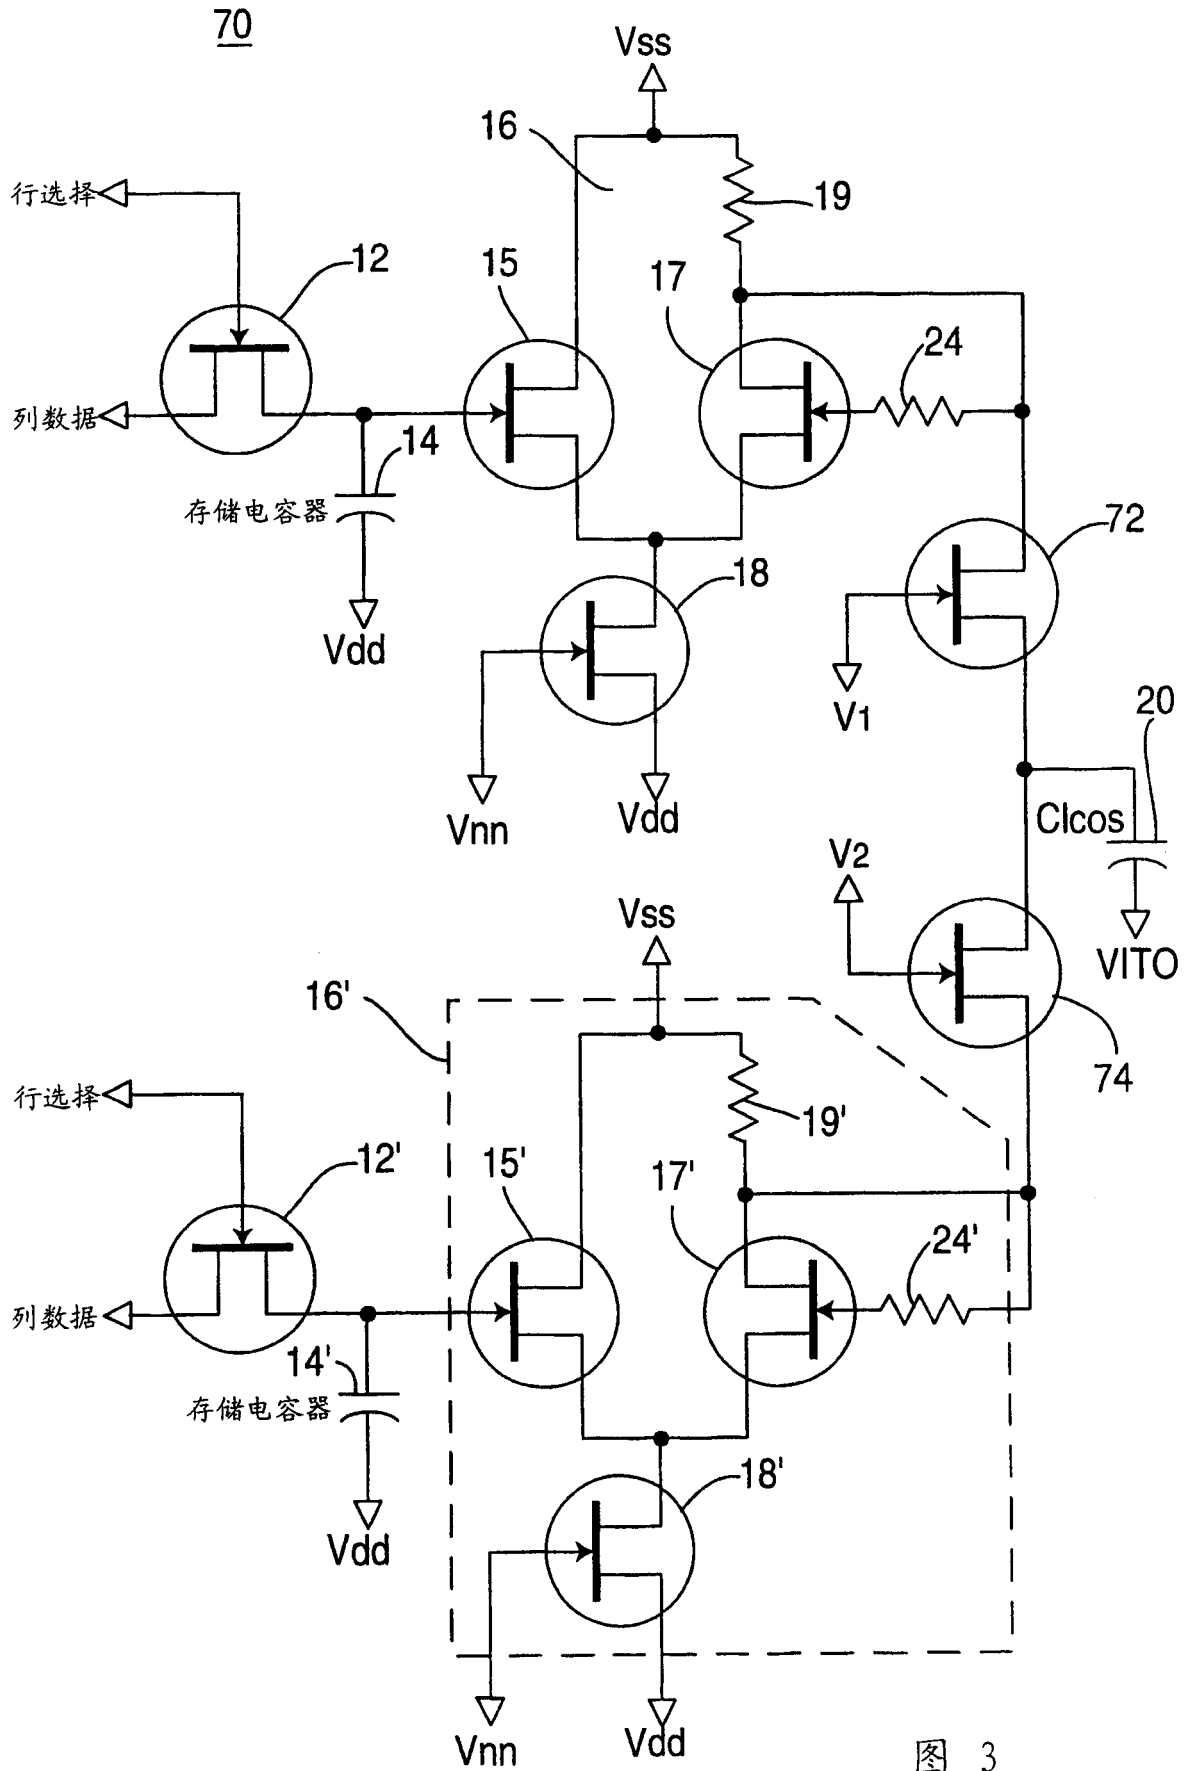 70
Vss
16
行选择
19
12
15
17
24
列数据
14
存储电容器
72
18
Vdd
V1
20
Vnn
Vdd
Clcos
V2
Vss
VITO
16'
74
行选择
19'
12'
15'
17'
24'
列数据
14'
存储电容器
18'
Vdd
Vnn
Vdd
图 3